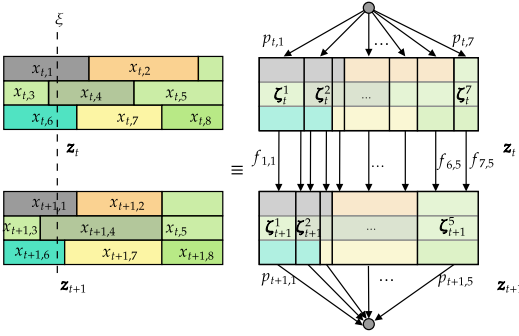 ξ
x_{t,1} x_{t,2}
x_{t,3} x_{t,4} x_{t,5}
x_{t,6} x_{t,7} x_{t,8}
z_t
x_{t+1,1} x_{t+1,2}
x_{t+1,3} x_{t+1,4} x_{t,5}
x_{t+1,6} x_{t+1,7} x_{t+1,8}
z_{t+1}
≡
p_{t,1} ... p_{t,7}
ζ_t^1 ζ_t^2 ... ζ_t^7
z_t
f_{1,1} ... f_{6,5} f_{7,5}
ζ_{t+1}^1 ζ_{t+1}^2 ... ζ_{t+1}^5
p_{t+1,1} ... p_{t+1,5}
z_{t+1}